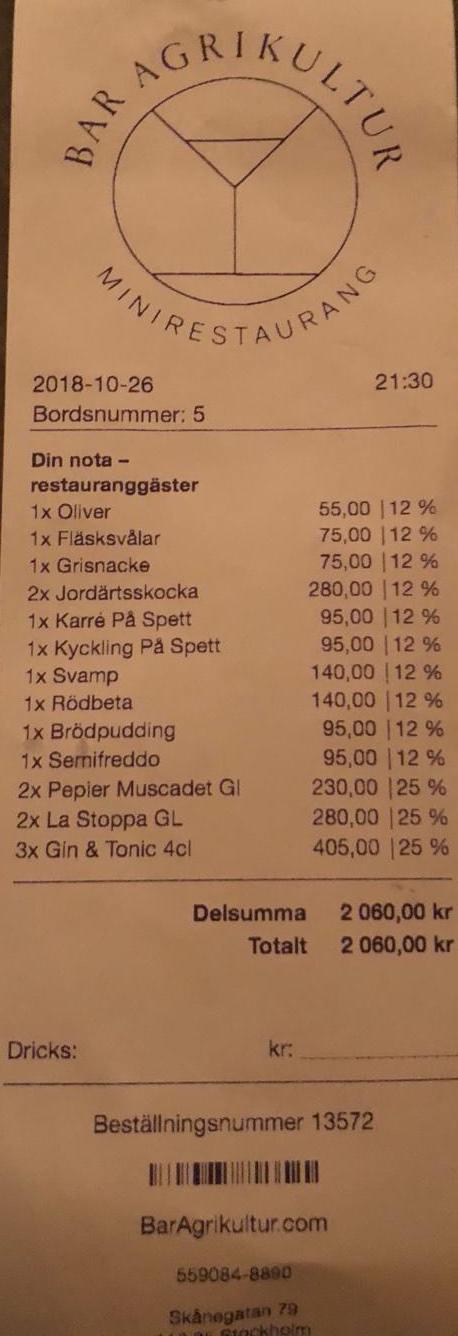 BAR AGRIKULTUR
MINIRESTAURANG
2018-10-26 21:30
Bordsnummer: 5
Din nota –
restauranggäster
1x Oliver 55,00 | 12 %
1x Fläsksvålar 75,00 | 12 %
1x Grisnacke 75,00 | 12 %
2x Jordärtsskocka 280,00 | 12 %
1x Karré På Spett 95,00 | 12 %
1x Kyckling På Spett 95,00 | 12 %
1x Svamp 140,00 | 12 %
1x Rödbeta 140,00 | 12 %
1x Brödpudding 95,00 | 12 %
1x Semifreddo 95,00 | 12 %
2x Pepier Muscadet Gl 230,00 | 25 %
2x La Stoppa GL 280,00 | 25 %
3x Gin & Tonic 4cl 405,00 | 25 %
Delsumma 2 060,00 kr
Totalt 2 060,00 kr
Dricks: kr:
Beställningsnummer 13572
BarAgrikultur.com
559084-8890
Skånegatan 79
Stockholm